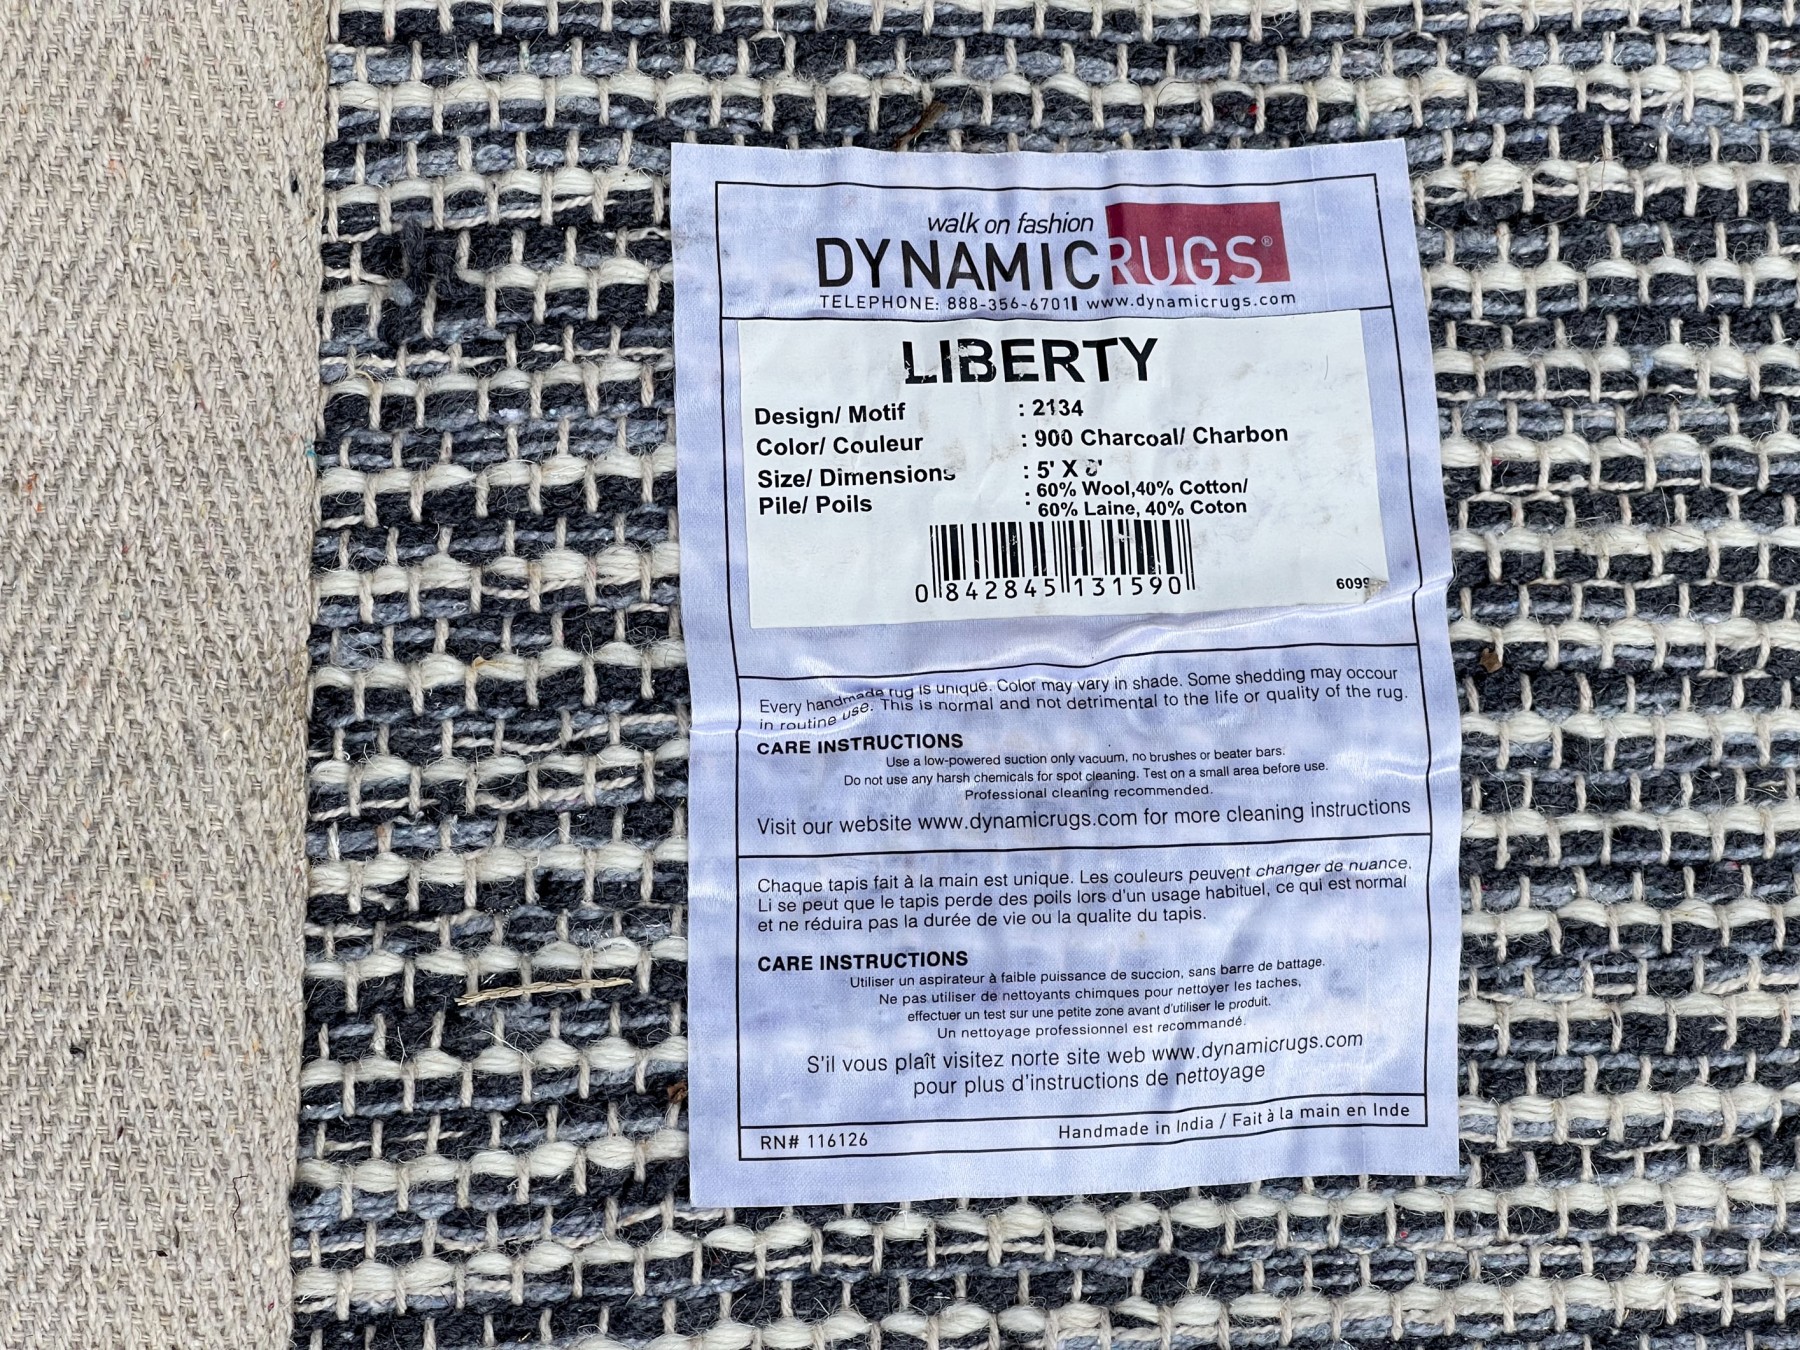 walk on fashion
DYNAMICRUGS®
TELEPHONE: 888-356-6701| www.dynamicrugs.com
LIBERTY
Design/ Motif : 2134
Color/ Couleur : 900 Charcoal/ Charbon
Size/ Dimensions : 5' X 8'
Pile/ Poils : 60% Wool,40% Cotton/
60% Laine, 40% Coton
0 842845 131590
6099
Every handmade rug is unique. Color may vary in shade. Some shedding may occour
in routine use. This is normal and not detrimental to the life or quality of the rug.
CARE INSTRUCTIONS
Use a low-powered suction only vacuum, no brushes or beater bars.
Do not use any harsh chemicals for spot cleaning. Test on a small area before use.
Professional cleaning recommended.
Visit our website www.dynamicrugs.com for more cleaning instructions
Chaque tapis fait à la main est unique. Les couleurs peuvent changer de nuance.
Li se peut que le tapis perde des poils lors d'un usage habituel, ce qui est normal
et ne réduira pas la durée de vie ou la qualite du tapis.
CARE INSTRUCTIONS
Utiliser un aspirateur à faible puissance de succion, sans barre de battage.
Ne pas utiliser de nettoyants chimques pour nettoyer les taches,
effectuer un test sur une petite zone avant d'utiliser le produit.
Un nettoyage professionnel est recommandé.
S'il vous plaît visitez norte site web www.dynamicrugs.com
pour plus d'instructions de nettoyage
RN# 116126
Handmade in India / Fait à la main en Inde